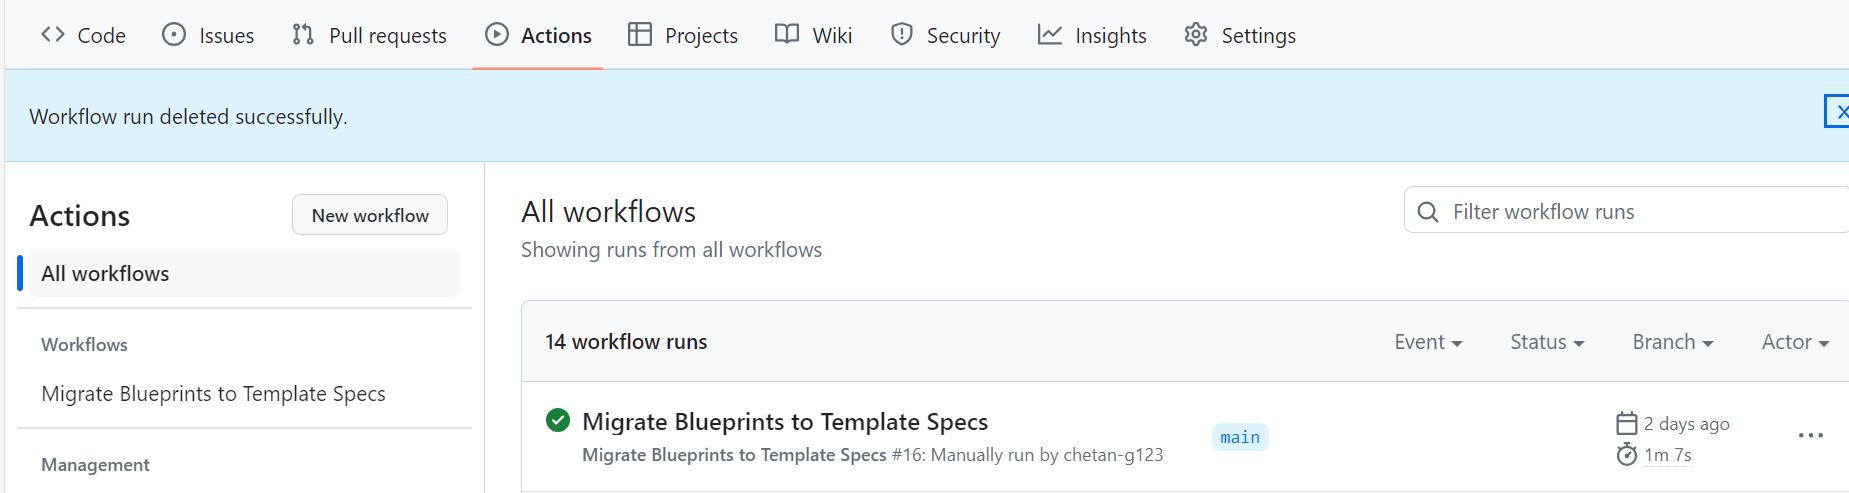 Code Issues Pull requests Actions Projects Wiki Security Insights Settings
Workflow run deleted successfully.
Actions New workflow
All workflows
Workflows
Migrate Blueprints to Template Specs
Management
All workflows
Showing runs from all workflows
Filter workflow runs
14 workflow runs Event Status Branch Actor
Migrate Blueprints to Template Specs
Migrate Blueprints to Template Specs #16: Manually run by chetan-g123
main
2 days ago
1m 7s